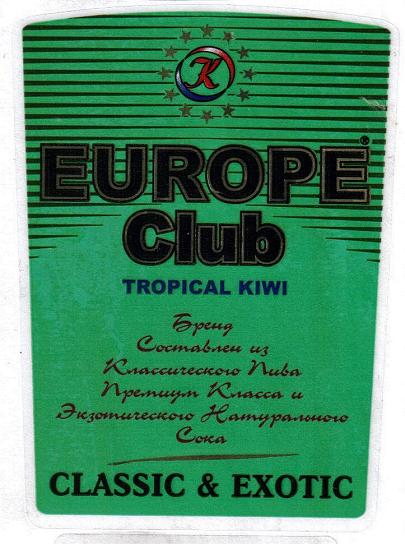 K
EUROPE®
Club
TROPICAL KIWI
Бренд
Составлен из
Классического Пива
Премиум Класса и
Экзотического Натурального
Сока
CLASSIC & EXOTIC